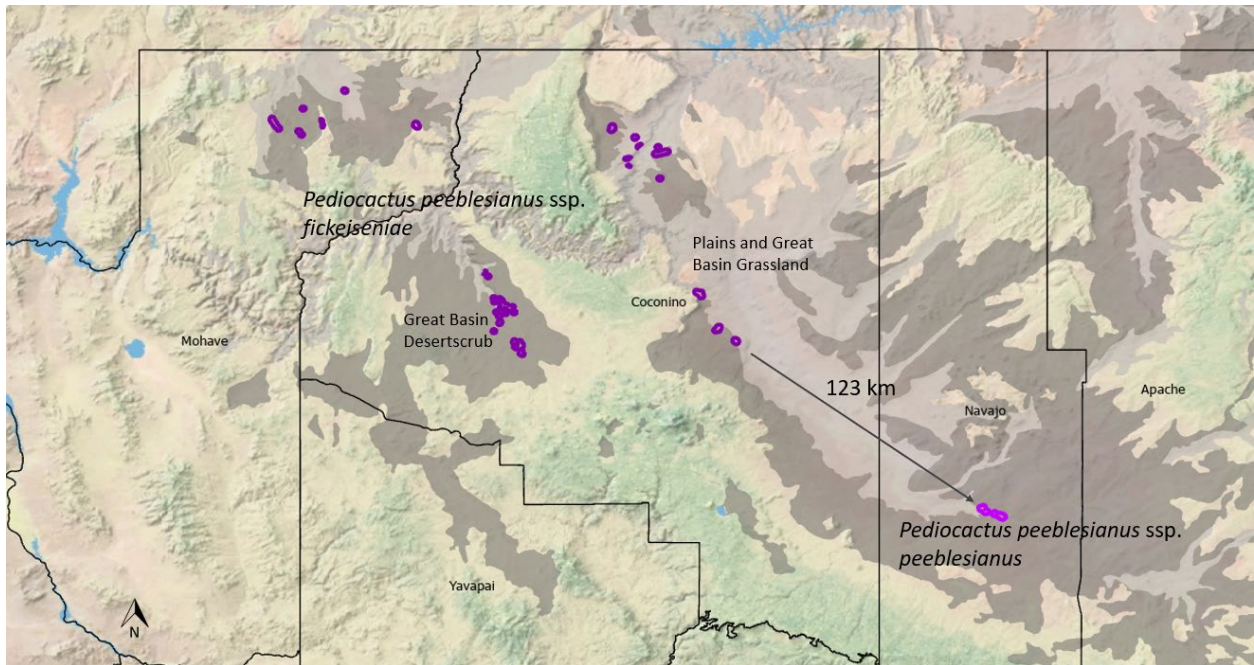 Pediocactus peeblesianus ssp.
fickeiseniae
Plains and Great
Basin Grassland
Coconino
Great Basin
Desertscrub
Mohave
123 km
Apache
Navajo
Pediocactus peeblesianus ssp.
peeblesianus
Yavapai
N